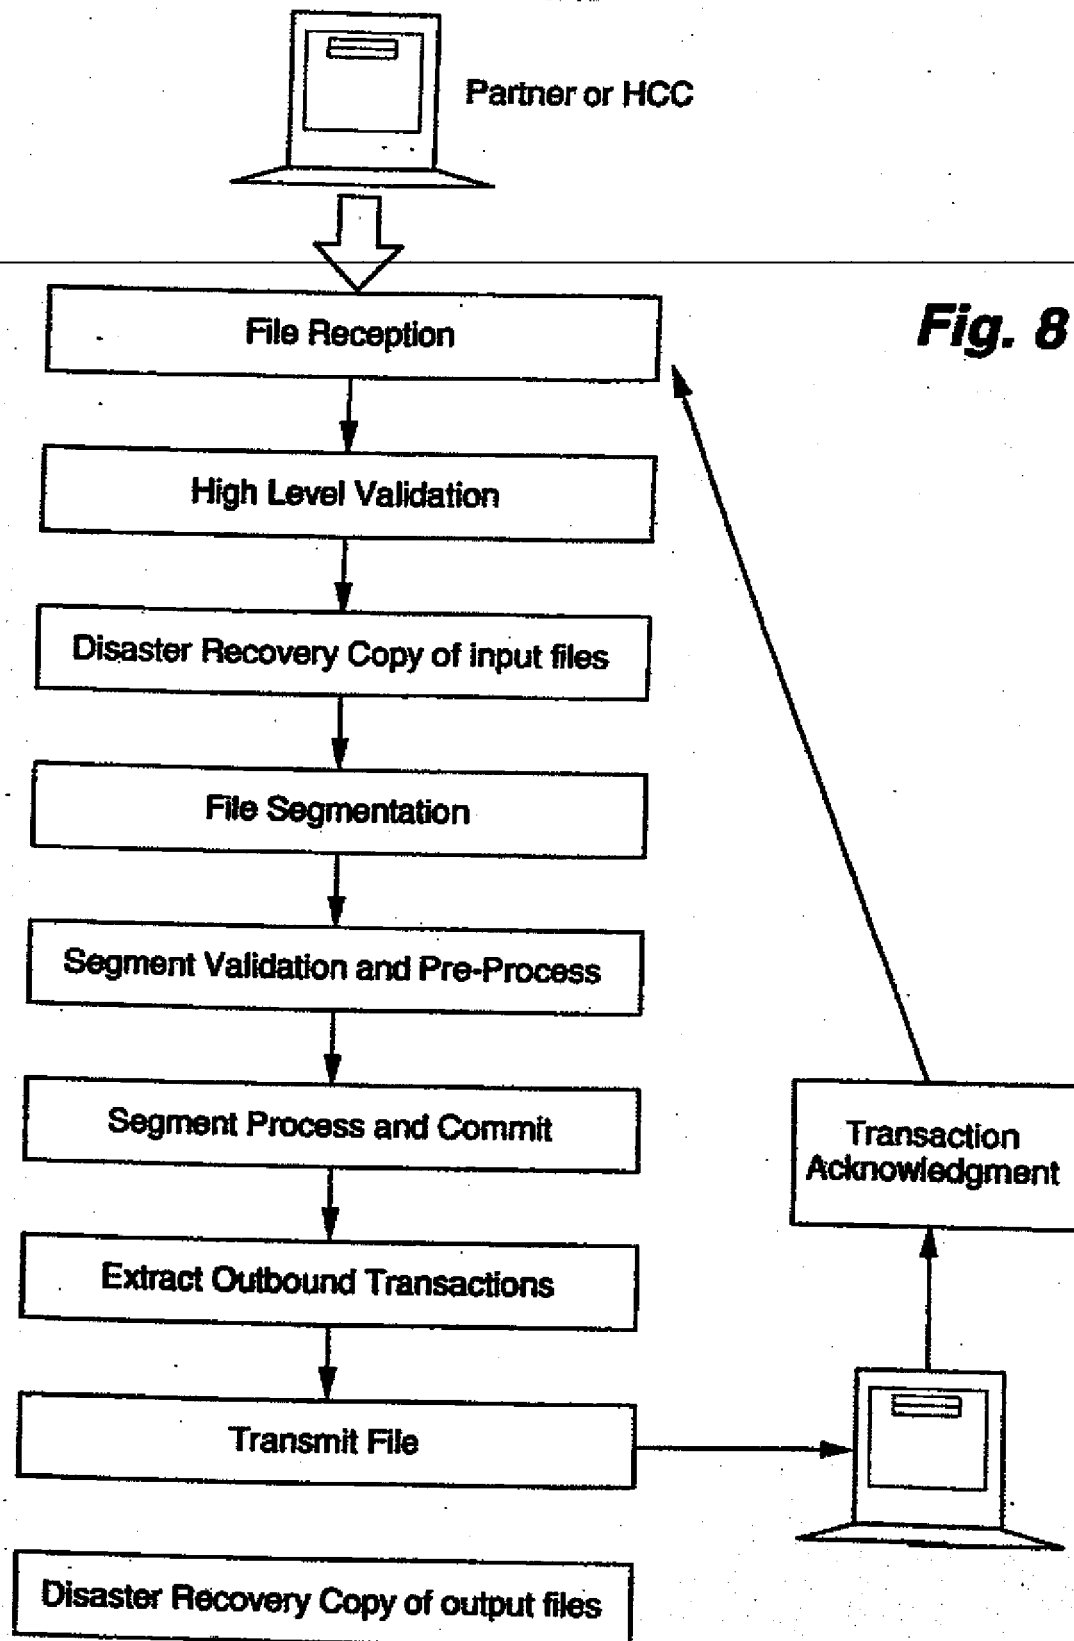 Partner or HCC
Fig. 8
File Reception
High Level Validation
Disaster Recovery Copy of input files
File Segmentation
Segment Validation and Pre-Process
Segment Process and Commit
Extract Outbound Transactions
Transmit File
Disaster Recovery Copy of output files
Transaction
Acknowledgment